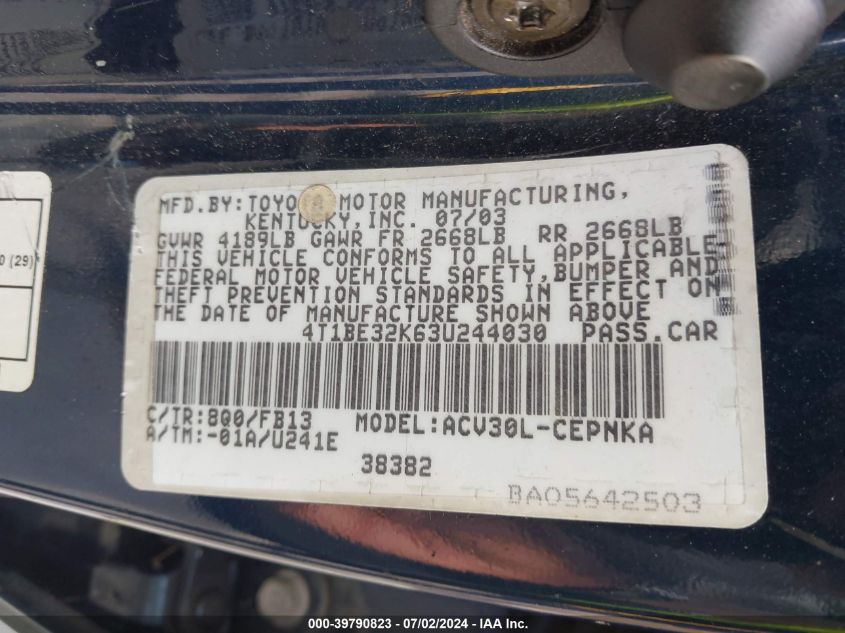 MFD.BY:TOYOTA MOTOR MANUFACTURING,
KENTUCKY,INC. 07/03
GVWR 4189LB GAWR FR 2668LB RR 2668LB
THIS VEHICLE CONFORMS TO ALL APPLICABLE
FEDERAL MOTOR VEHICLE SAFETY,BUMPER AND
THEFT PREVENTION STANDARDS IN EFFECT ON
THE DATE OF MANUFACTURE SHOWN ABOVE
4T1BE32K63U244030 PASS.CAR
C/TR:8Q0/FB13 MODEL:ACV30L-CEPNKA
A/TM:-01A/U241E
38382
BA05642503
0 (29)
000-39790823 - 07/02/2024 - ACV INC.